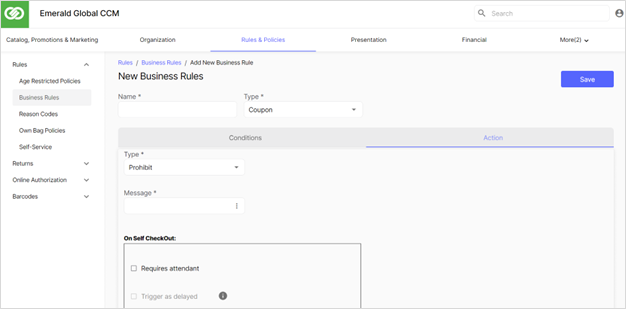 Emerald Global CCM
Search
Catalog, Promotions & Marketing Organization Rules & Policies Presentation Financial More(2)
Rules
Age Restricted Policies
Business Rules
Reason Codes
Own Bag Policies
Self-Service
Returns
Online Authorization
Barcodes
Rules / Business Rules / Add New Business Rule
New Business Rules
Save
Name * Type *
Coupon
Conditions Action
Type *
Prohibit
Message *
On Self CheckOut:
Requires attendant
Trigger as delayed